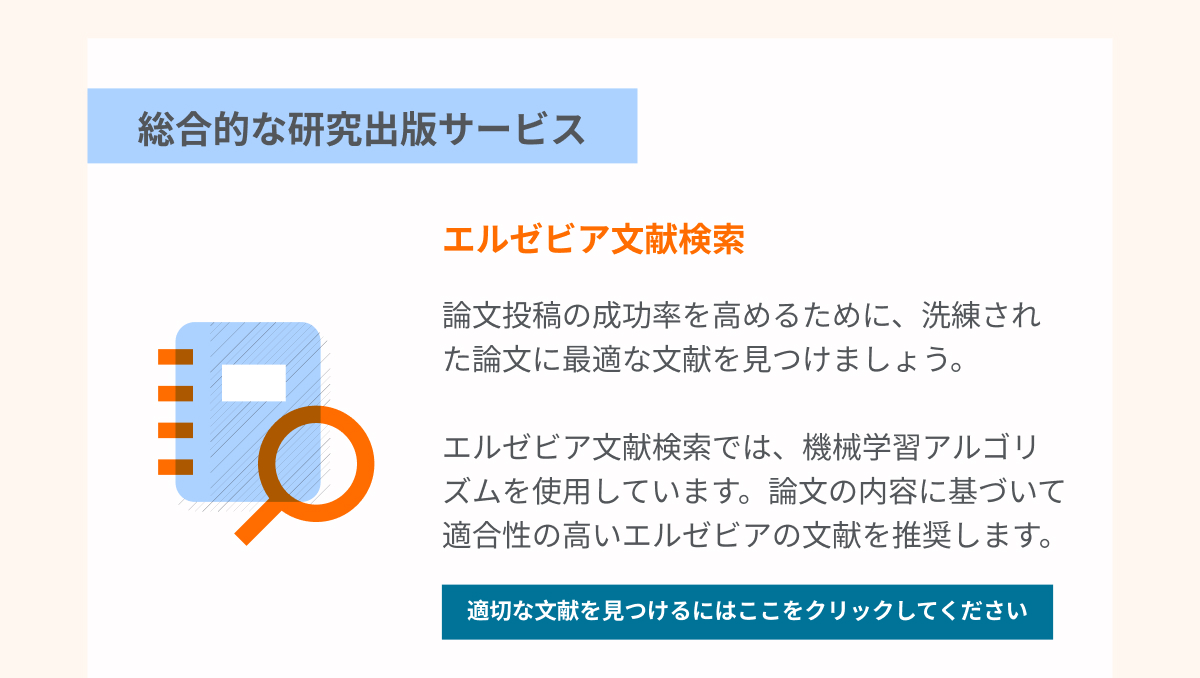 総合的な研究出版サービス
エルゼビア文献検索
論文投稿の成功率を高めるために、洗練され
た論文に最適な文献を見つけましょう。
エルゼビア文献検索では、機械学習アルゴリ
ズムを使用しています。論文の内容に基づいて
適合性の高いエルゼビアの文献を推奨します。
適切な文献を見つけるにはここをクリックしてください